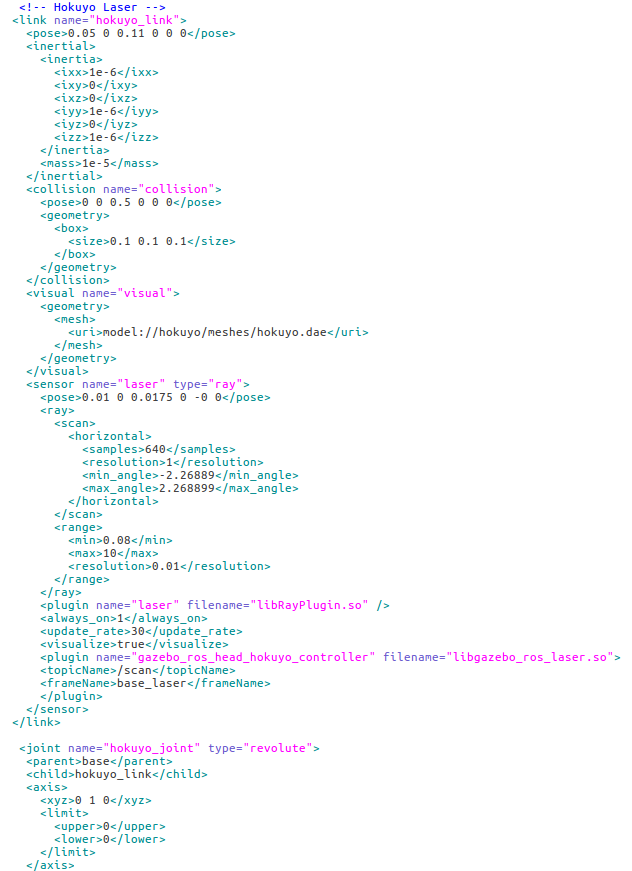 <!-- Hokuyo Laser -->
<link name="hokuyo_link">
<pose>0.05 0 0.11 0 0 0</pose>
<inertial>
<inertia>
<ixx>1e-6</ixx>
<ixy>0</ixy>
<ixz>0</ixz>
<iyy>1e-6</iyy>
<iyz>0</iyz>
<izz>1e-6</izz>
</inertia>
<mass>1e-5</mass>
</inertial>
<collision name="collision">
<pose>0 0 0.5 0 0 0</pose>
<geometry>
<box>
<size>0.1 0.1 0.1</size>
</box>
</geometry>
</collision>
<visual name="visual">
<geometry>
<mesh>
<uri>model://hokuyo/meshes/hokuyo.dae</uri>
</mesh>
</geometry>
</visual>
<sensor name="laser" type="ray">
<pose>0.01 0 0.0175 0 -0 0</pose>
<ray>
<scan>
<horizontal>
<samples>640</samples>
<resolution>1</resolution>
<min_angle>-2.26889</min_angle>
<max_angle>2.268899</max_angle>
</horizontal>
</scan>
<range>
<min>0.08</min>
<max>10</max>
<resolution>0.01</resolution>
</range>
</ray>
<plugin name="laser" filename="libRayPlugin.so" />
<always_on>1</always_on>
<update_rate>30</update_rate>
<visualize>true</visualize>
<plugin name="gazebo_ros_head_hokuyo_controller" filename="libgazebo_ros_laser.so">
<topicName>/scan</topicName>
<frameName>base_laser</frameName>
</plugin>
</sensor>
</link>
<joint name="hokuyo_joint" type="revolute">
<parent>base</parent>
<child>hokuyo_link</child>
<axis>
<xyz>0 1 0</xyz>
<limit>
<upper>0</upper>
<lower>0</lower>
</limit>
</axis>